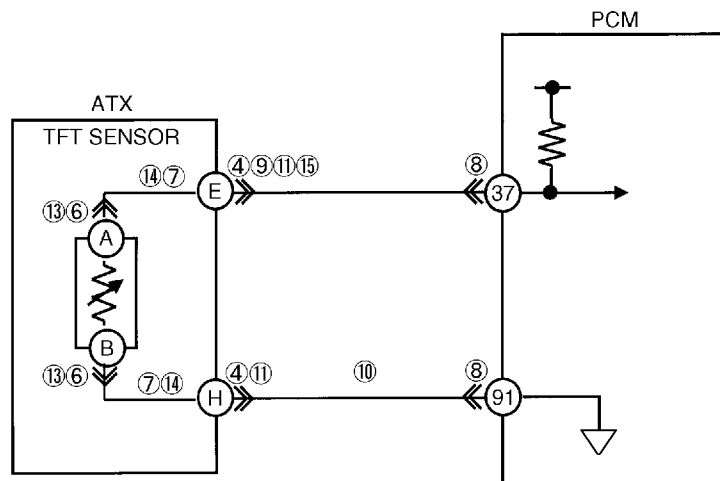 PCM
ATX
TFT SENSOR
⑭⑦ E ④⑨⑪⑮ ⑧ 37
⑬⑥
A
B
⑬⑥
⑦⑭ H ④⑪ ⑩ ⑧ 91